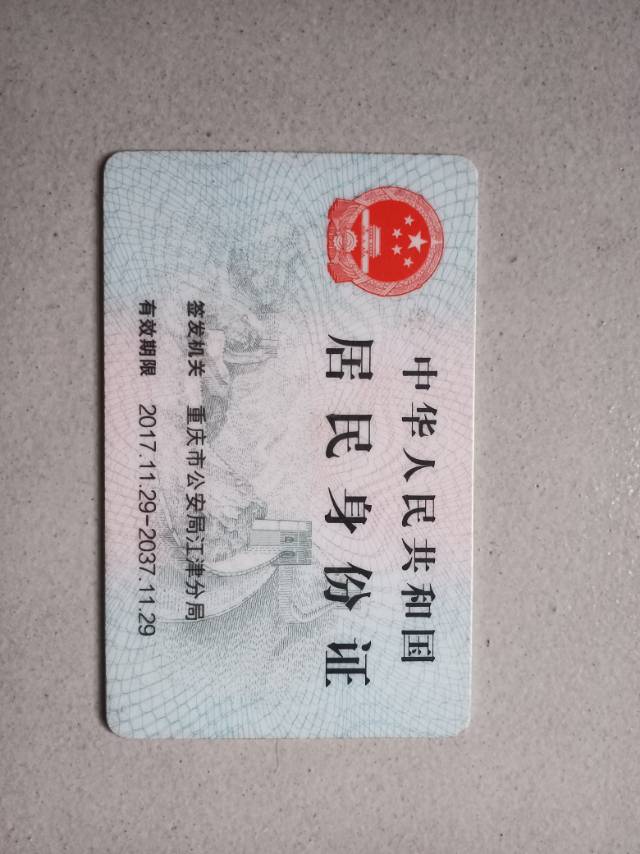 中华人民共和国
居民身份证
签发机关 重庆市公安局江津分局
有效期限 2017.11.29-2037.11.29